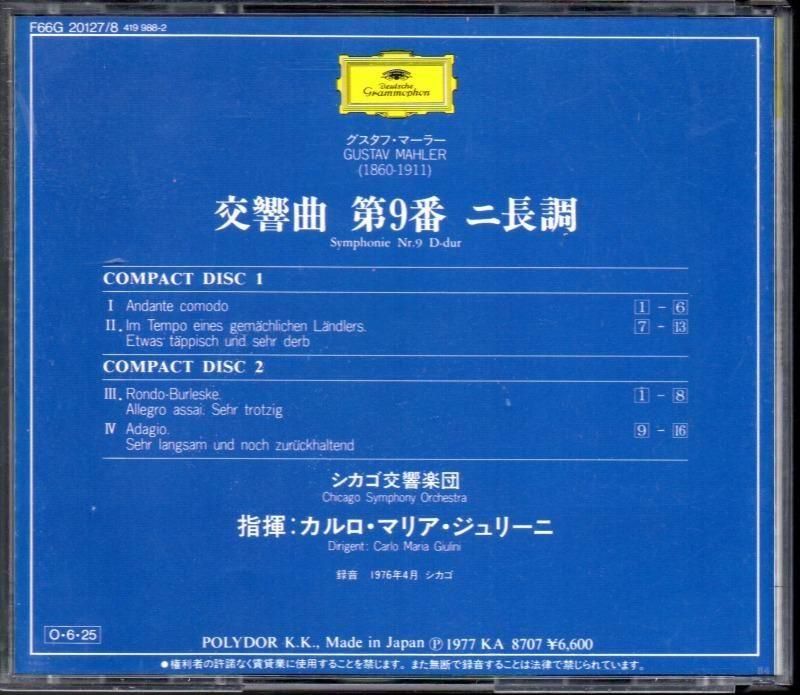 F66G 20127/8 419 988-2
Deutsche
Grammophon
グスタフ・マーラー
GUSTAV MAHLER
(1860-1911)
交響曲 第9番 ニ長調
Symphonie Nr.9 D-dur
COMPACT DISC 1
I Andante comodo 1 - 6
II. Im Tempo eines gemächlichen Ländlers. 7 - 13
Etwas täppisch und sehr derb
COMPACT DISC 2
III. Rondo-Burleske. 1 - 8
Allegro assai. Sehr trotzig
IV Adagio. 9 - 16
Sehr langsam und noch zurückhaltend
シカゴ交響楽団
Chicago Symphony Orchestra
指揮:カルロ・マリア・ジュリーニ
Dirigent: Carlo Maria Giulini
録音 1976年4月 シカゴ
O・6・25
POLYDOR K.K., Made in Japan Ⓟ1977 KA 8707 ¥6,600
●権利者の許諾なく賃貸業に使用することを禁じます。また無断で録音することは法律で禁じられています。